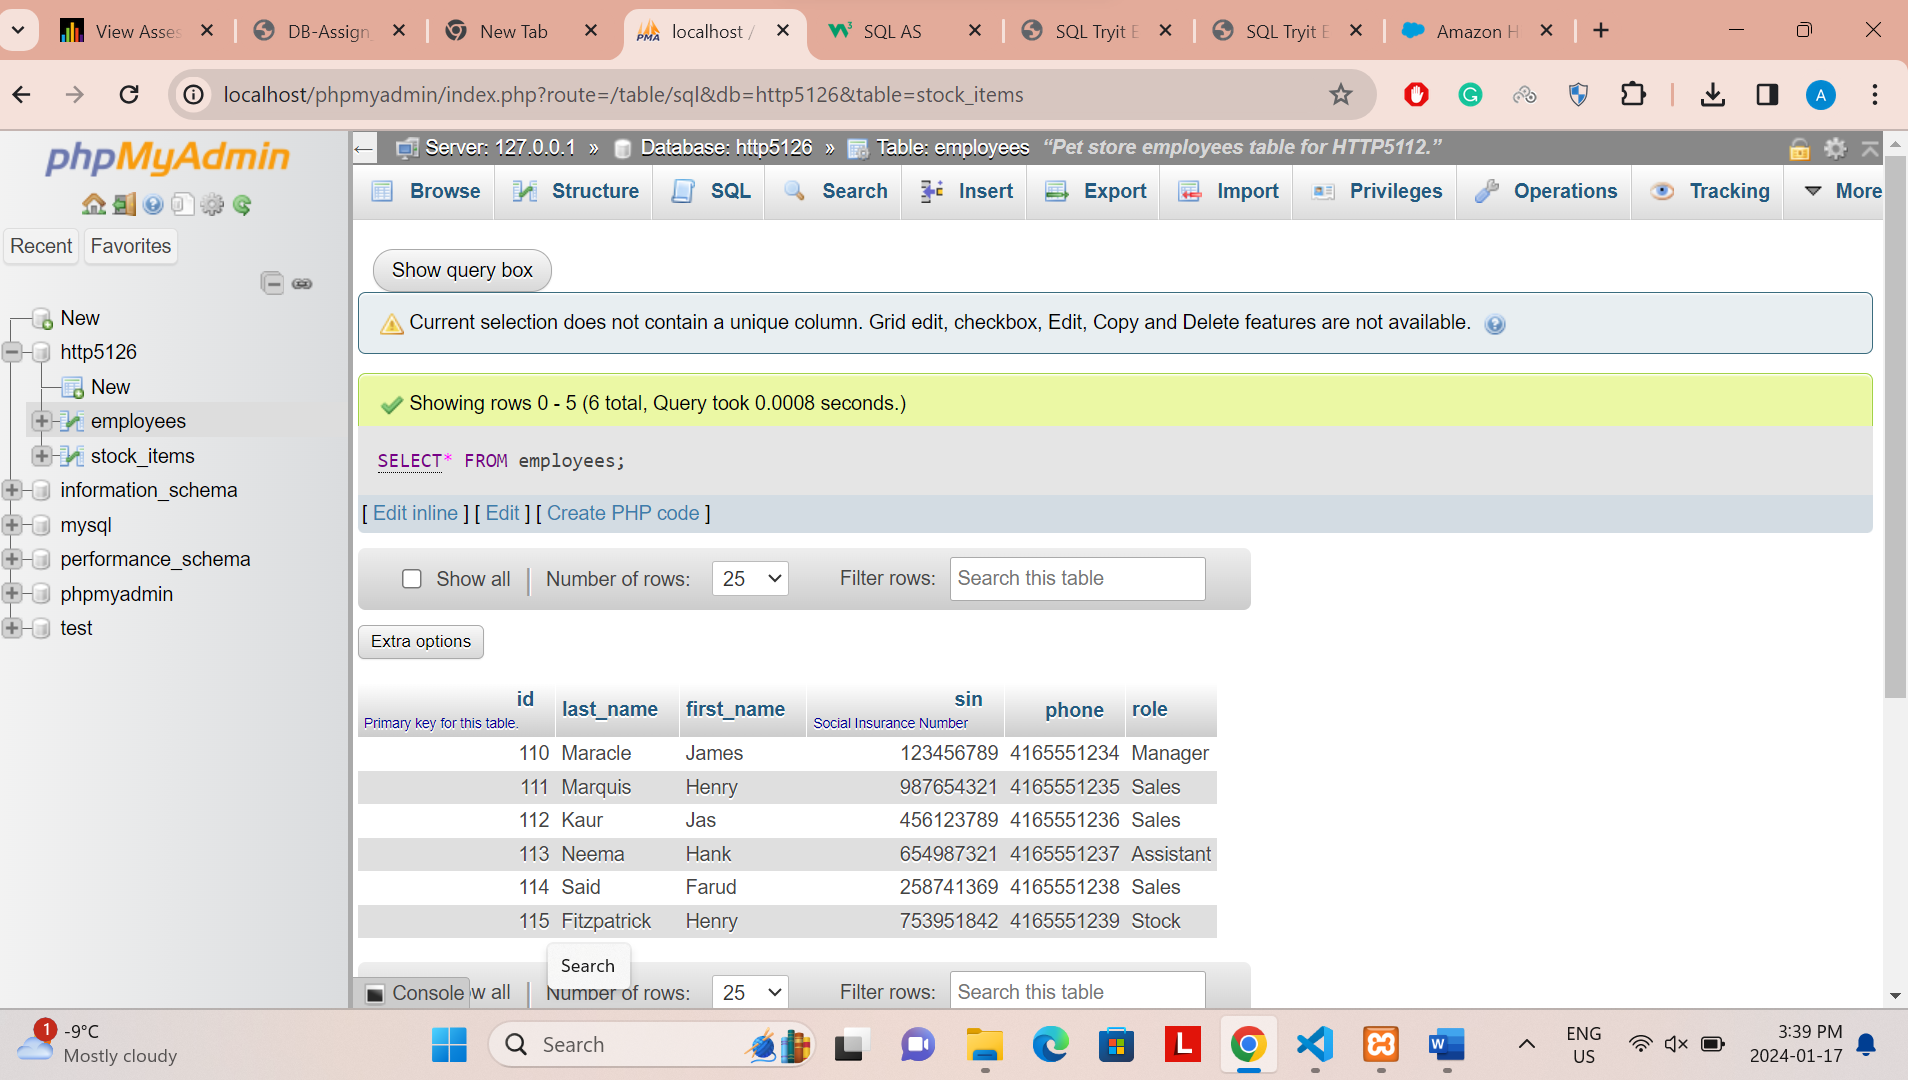 View Asses
DB-Assign
New Tab
localhost /
SQL AS
SQL Tryit E
SQL Tryit E
Amazon H
localhost/phpmyadmin/index.php?route=/table/sql&db=http5126&table=stock_items
A
phpMyAdmin
Recent Favorites
New
http5126
New
employees
stock_items
information_schema
mysql
performance_schema
phpmyadmin
test
Server: 127.0.0.1 » Database: http5126 » Table: employees “Pet store employees table for HTTP5112.”
Browse Structure SQL Search Insert Export Import Privileges Operations Tracking More
Show query box
Current selection does not contain a unique column. Grid edit, checkbox, Edit, Copy and Delete features are not available.
Showing rows 0 - 5 (6 total, Query took 0.0008 seconds.)
SELECT* FROM employees;
[ Edit inline ] [ Edit ] [ Create PHP code ]
Show all Number of rows: 25 Filter rows: Search this table
Extra options
id last_name first_name sin phone role
Primary key for this table. Social Insurance Number
110 Maracle James 123456789 4165551234 Manager
111 Marquis Henry 987654321 4165551235 Sales
112 Kaur Jas 456123789 4165551236 Sales
113 Neema Hank 654987321 4165551237 Assistant
114 Said Farud 258741369 4165551238 Sales
115 Fitzpatrick Henry 753951842 4165551239 Stock
Search
Console w all Number of rows: 25 Filter rows: Search this table
1
-9°C
Mostly cloudy
Search
L
W
ENG
US
3:39 PM
2024-01-17